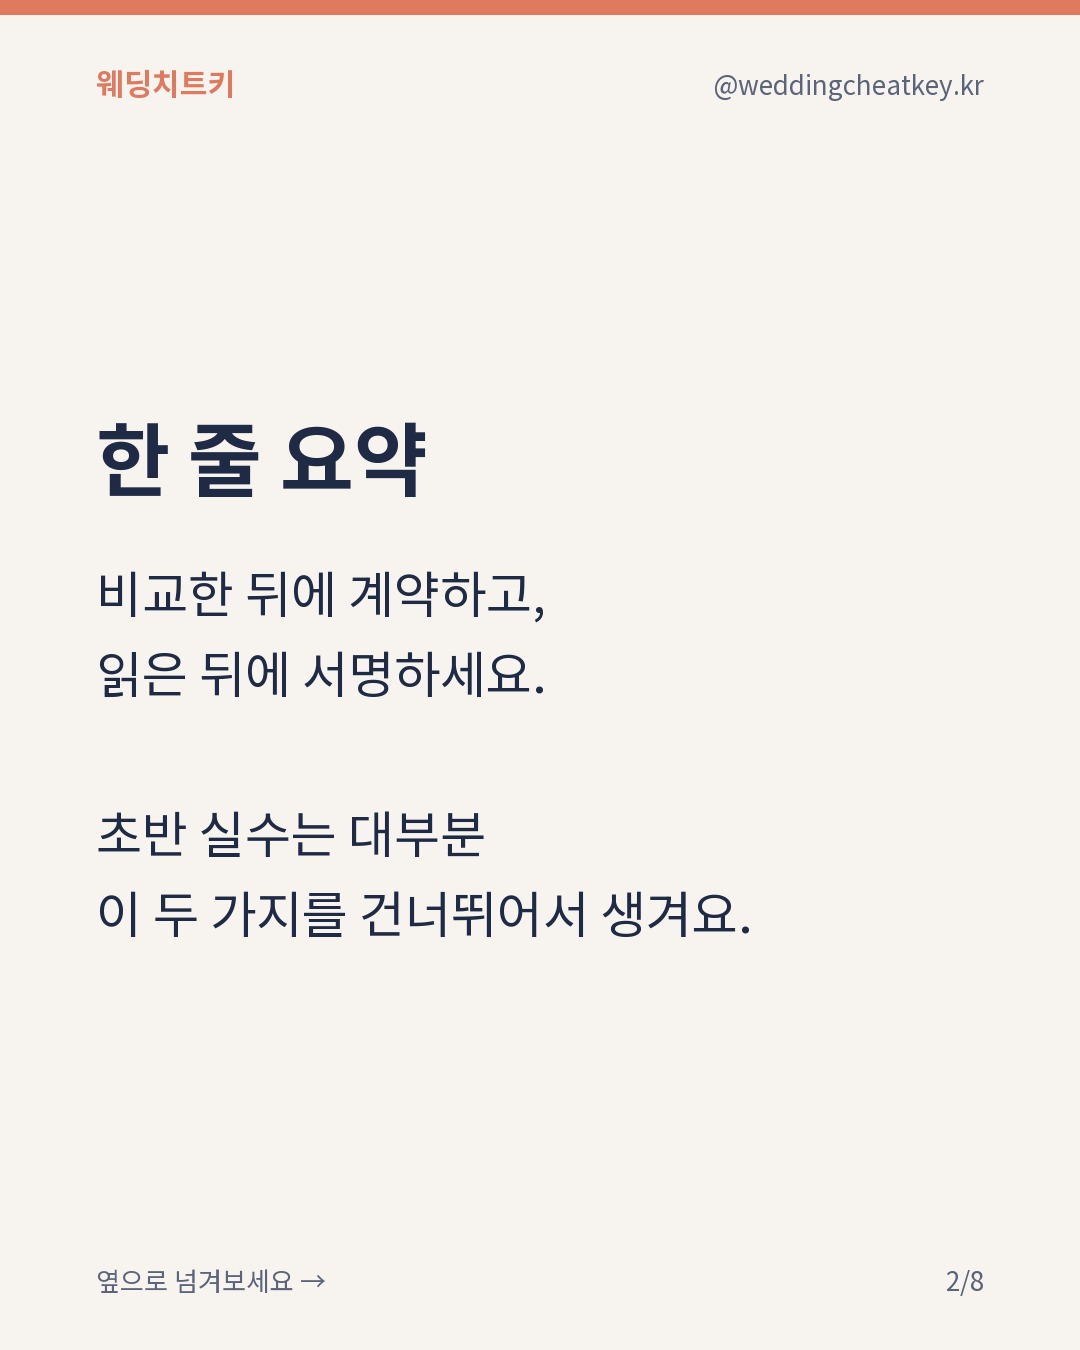 웨딩치트키
@weddingcheatkey.kr
한 줄 요약
비교한 뒤에 계약하고,
읽은 뒤에 서명하세요.
초반 실수는 대부분
이 두 가지를 건너뛰어서 생겨요.
옆으로 넘겨보세요 →
2/8